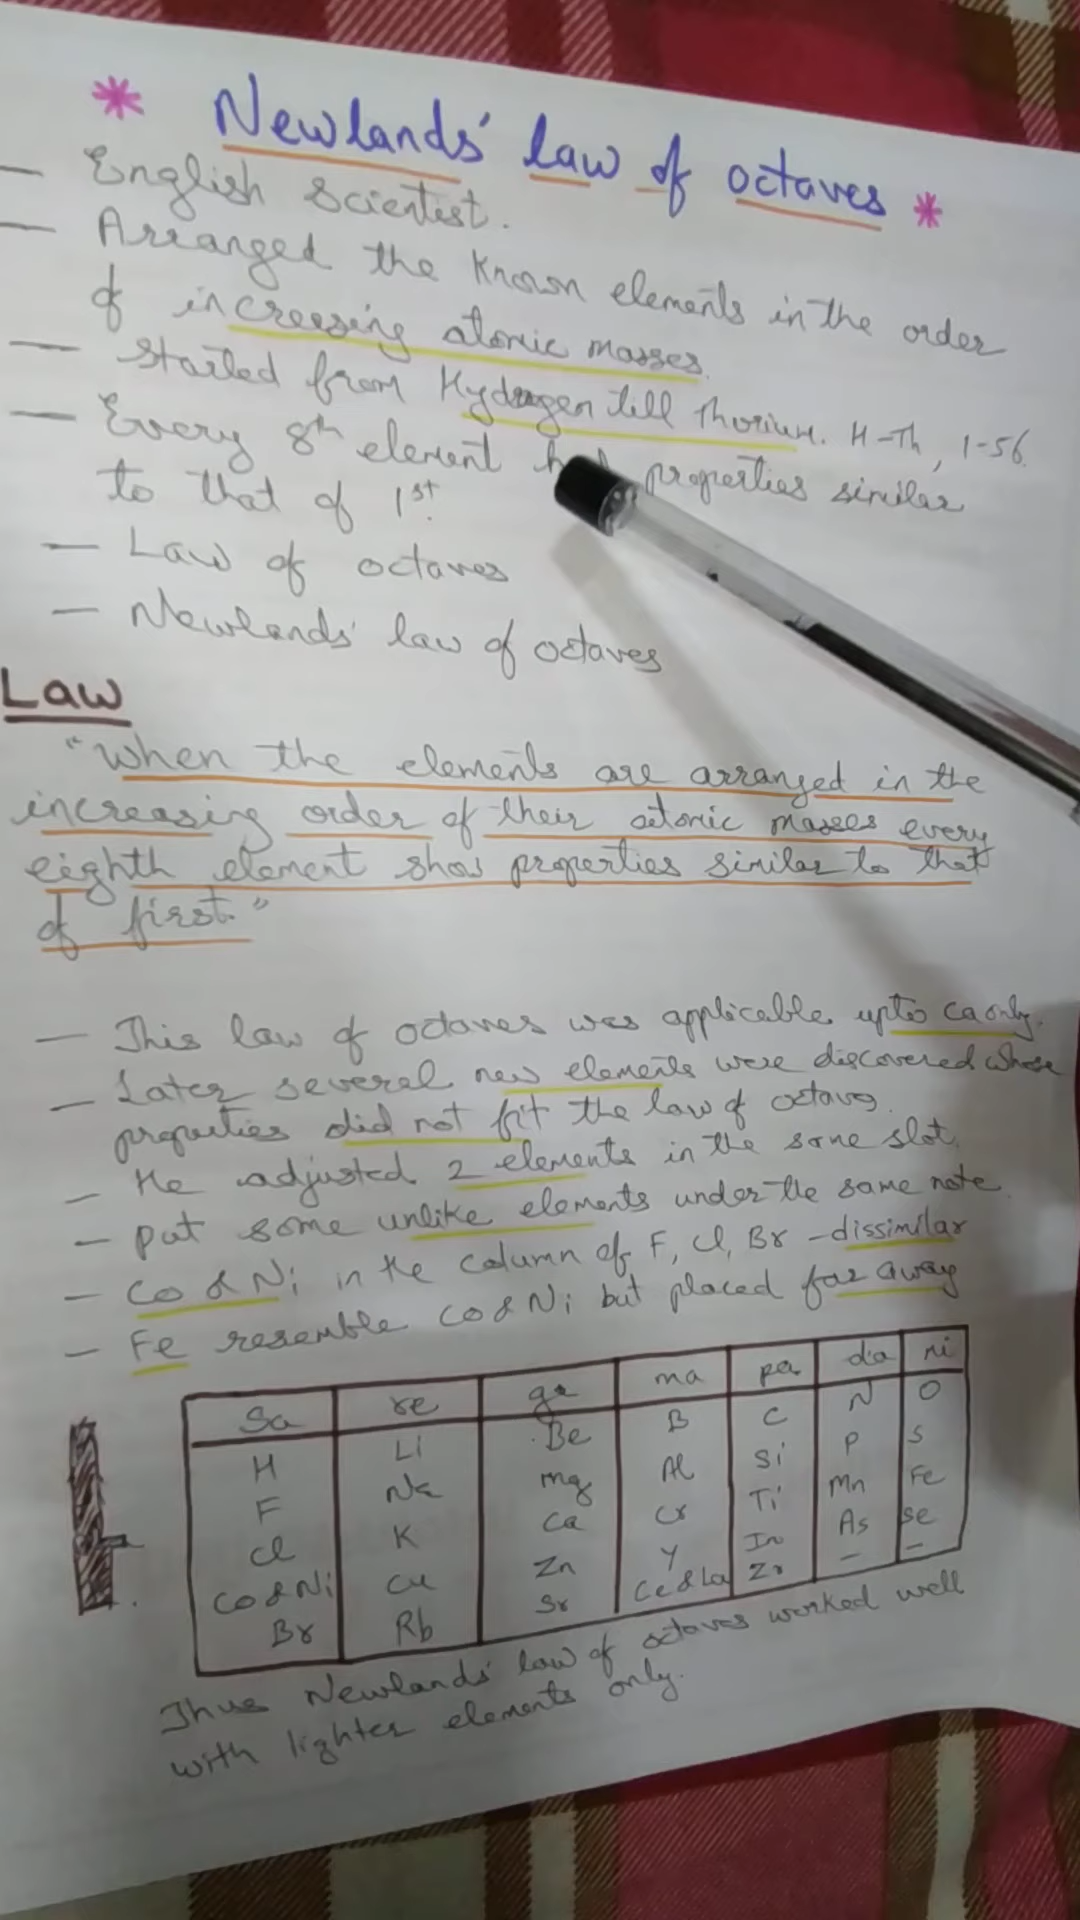 * Newlands' law of octaves *
— English scientist.
— Arranged the known elements in the order
of increasing atomic masses.
— Started from Hydrogen till Thorium. H-Th, 1-56.
— Every 8th element properties similar
to that of 1st.
— Law of octaves
— Newlands' law of octaves
Law
"When the elements are arranged in the
increasing order of their atomic masses every
eighth element show properties similar to that
of first."
— This law of octaves was applicable upto Ca only.
— Later several new elements were discovered whose
properties did not fit the law of octaves.
— He adjusted 2 elements in the same slot.
— put some unlike elements under the same note.
— Co & Ni in the column of F, Cl, Br - dissimilar
— Fe resemble Co & Ni but placed far away
Sa re ga ma pa da ni
H Li Be B C N O
F Na Mg Al Si P S
Cl K Ca Cr Ti Mn Fe
Co & Ni Cu Zn Y In As Se
Br Rb Sr Ce & La Zr — —
Thus Newlands' law of octaves worked well
with lighter elements only.